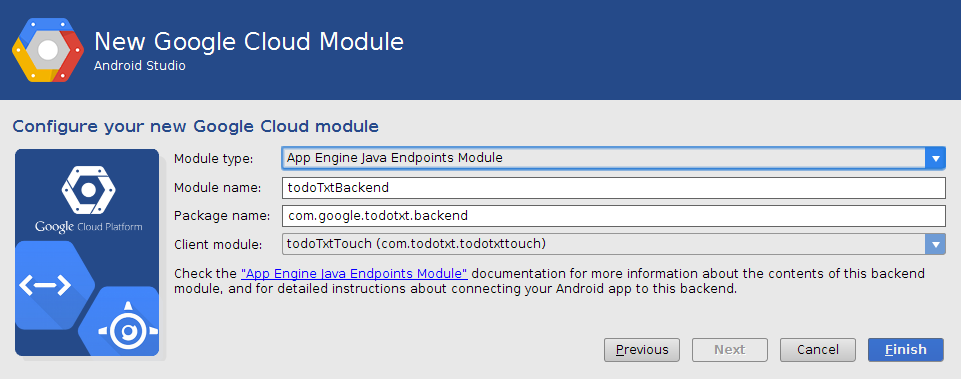 New Google Cloud Module
Android Studio
Configure your new Google Cloud module
Google Cloud Platform
Module type: App Engine Java Endpoints Module
Module name: todoTxtBackend
Package name: com.google.todotxt.backend
Client module: todoTxtTouch (com.todotxt.todotxttouch)
Check the "App Engine Java Endpoints Module" documentation for more information about the contents of this backend
module, and for detailed instructions about connecting your Android app to this backend.
Previous Next Cancel Finish